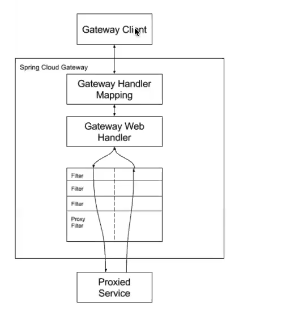 Gateway Client
Spring Cloud Gateway
Gateway Handler
Mapping
Gateway Web
Handler
Filter
Filter
Filter
Proxy
Filter
Proxied
Service